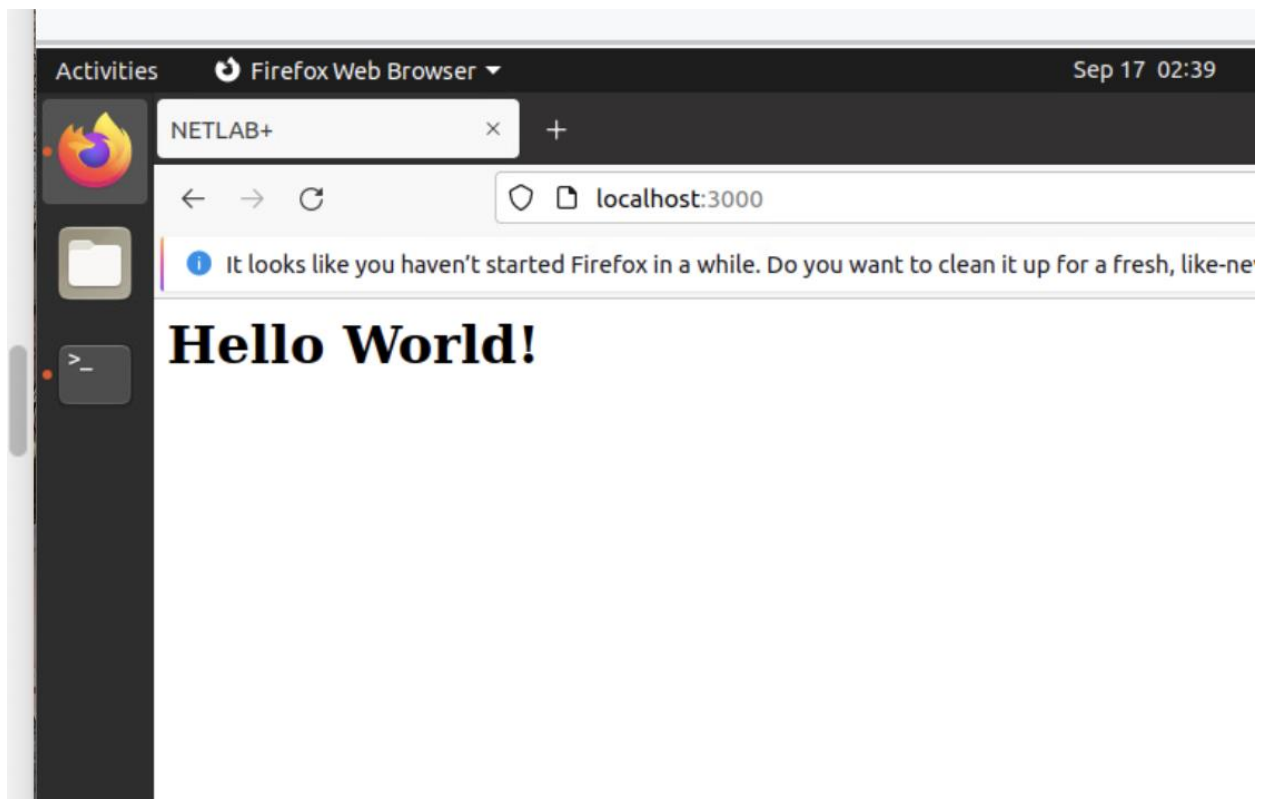 Activities Firefox Web Browser Sep 17 02:39
NETLAB+ × +
localhost:3000
It looks like you haven't started Firefox in a while. Do you want to clean it up for a fresh, like-ne
Hello World!
>_